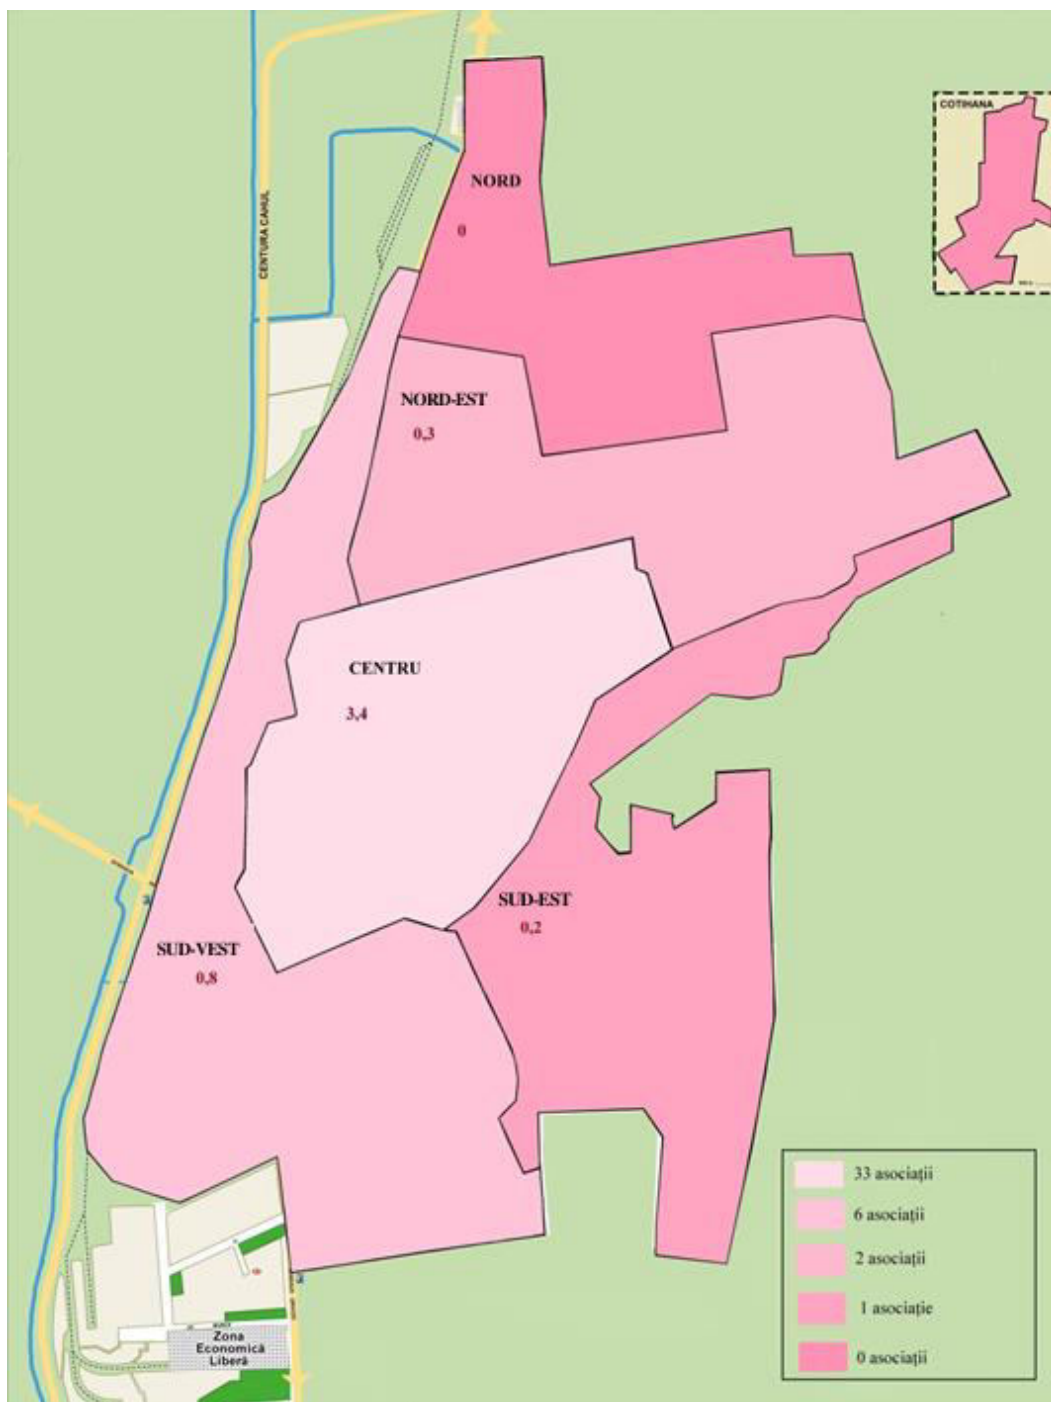 COTIHANA
CENTURA CAHUL
NORD
0
NORD-EST
0,3
CENTRU
3,4
SUD-EST
0,2
SUD-VEST
0,8
33 asociații
6 asociații
2 asociații
1 asociație
0 asociații
Zona
Economică
Liberă